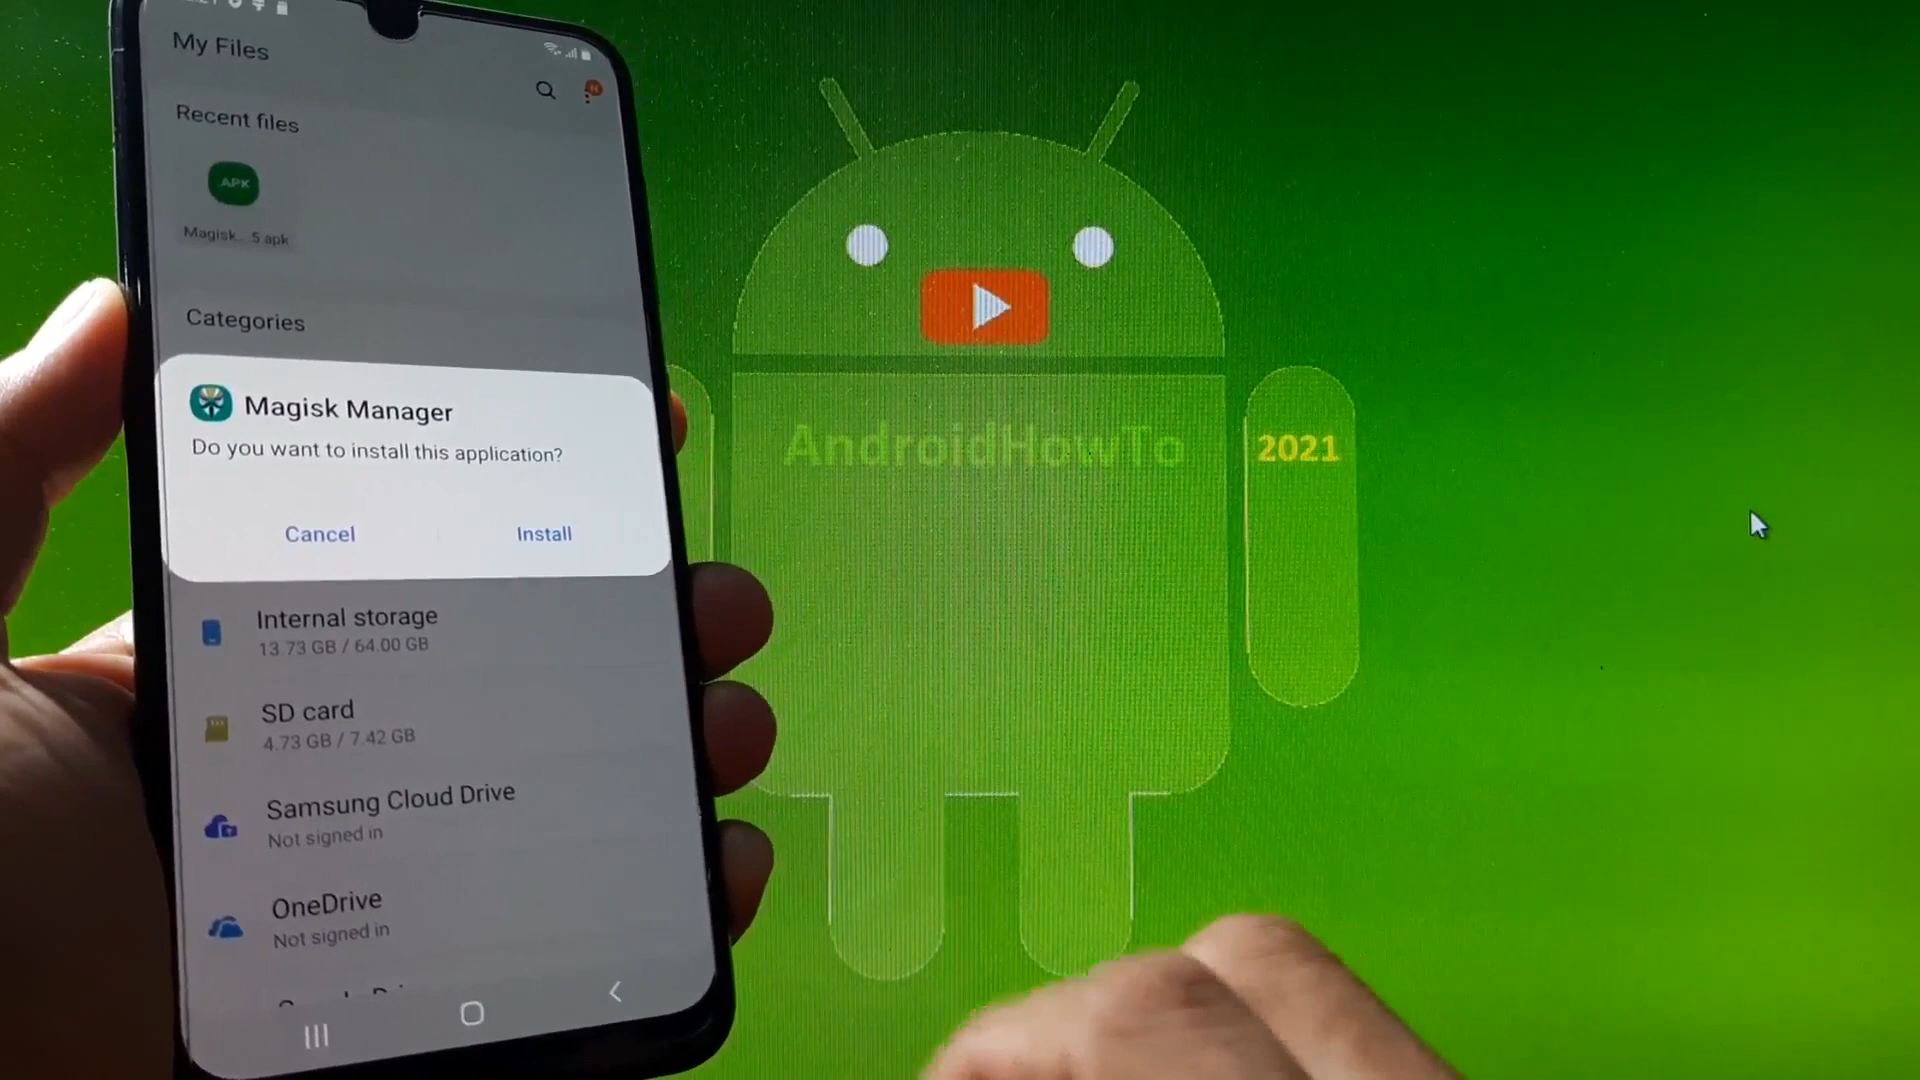 My Files
N
Recent files
.APK
Magisk...5.apk
Categories
Magisk Manager
Do you want to install this application?
Cancel
Install
Internal storage
13.73 GB / 64.00 GB
SD card
4.73 GB / 7.42 GB
Samsung Cloud Drive
Not signed in
OneDrive
Not signed in
AndroidHowTo
2021